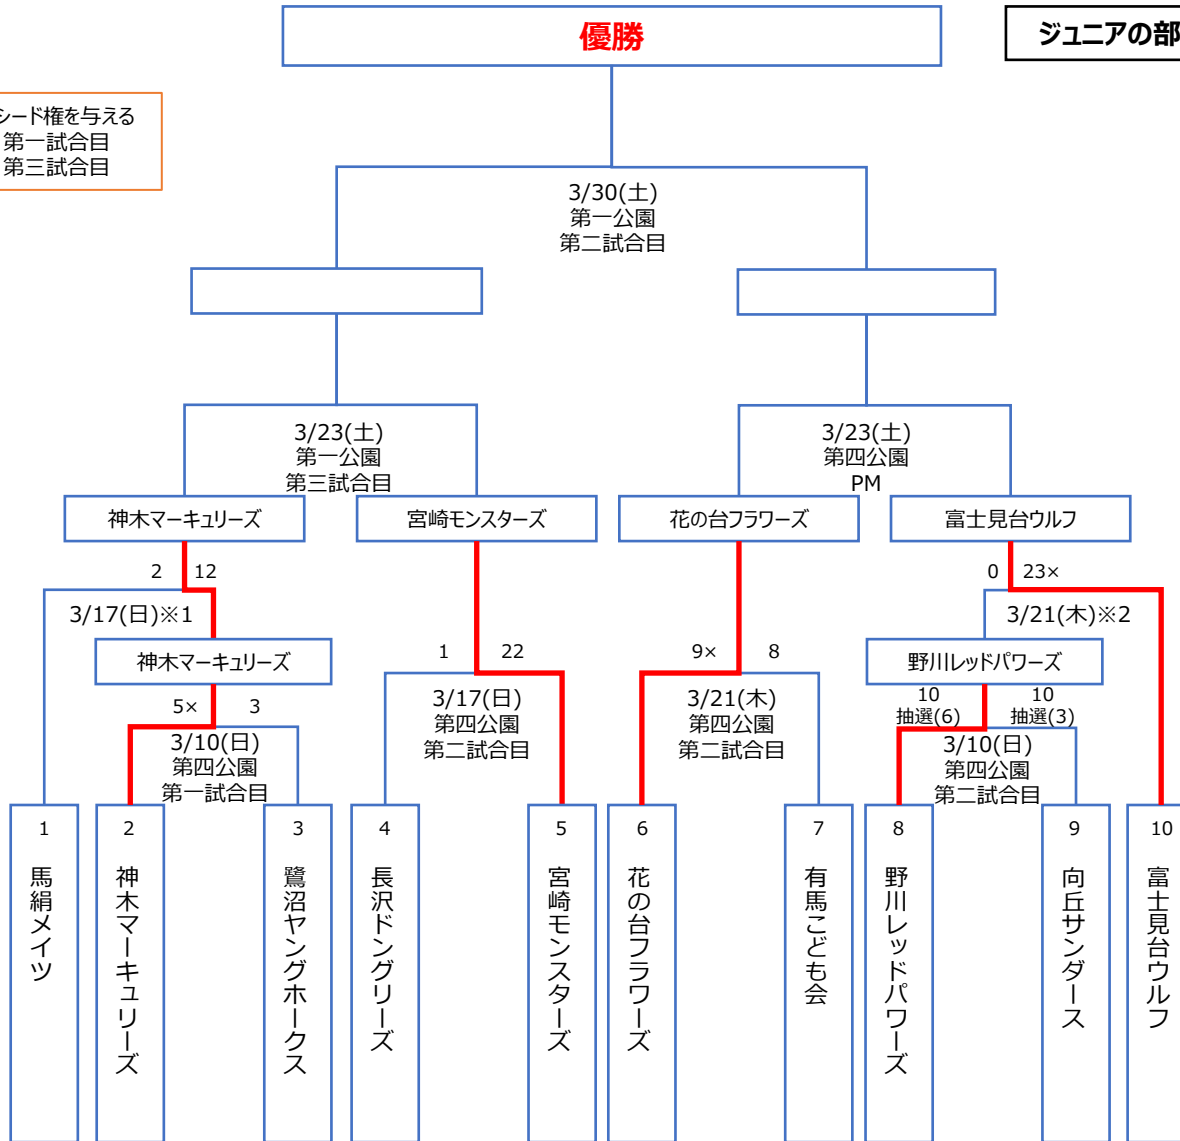 優勝
ジュニアの部
シード権を与える
第一試合目
第三試合目
3/30(土)
第一公園
第二試合目
3/23(土)
第一公園
第三試合目
3/23(土)
第四公園
PM
神木マーキュリーズ
宮崎モンスターズ
花の台フラワーズ
富士見台ウルフ
2 12
0 23×
3/17(日)※1
3/21(木)※2
神木マーキュリーズ
1 22
9× 8
野川レッドパワーズ
5× 3
3/10(日)
第四公園
第一試合目
3/17(日)
第四公園
第二試合目
3/21(木)
第四公園
第二試合目
10 10
抽選(6) 抽選(3)
3/10(日)
第四公園
第二試合目
1
馬絹メイツ
2
神木マーキュリーズ
3
鷺沼ヤングホークス
4
長沢ドングリーズ
5
宮崎モンスターズ
6
花の台フラワーズ
7
有馬こども会
8
野川レッドパワーズ
9
向丘サンダース
10
富士見台ウルフ